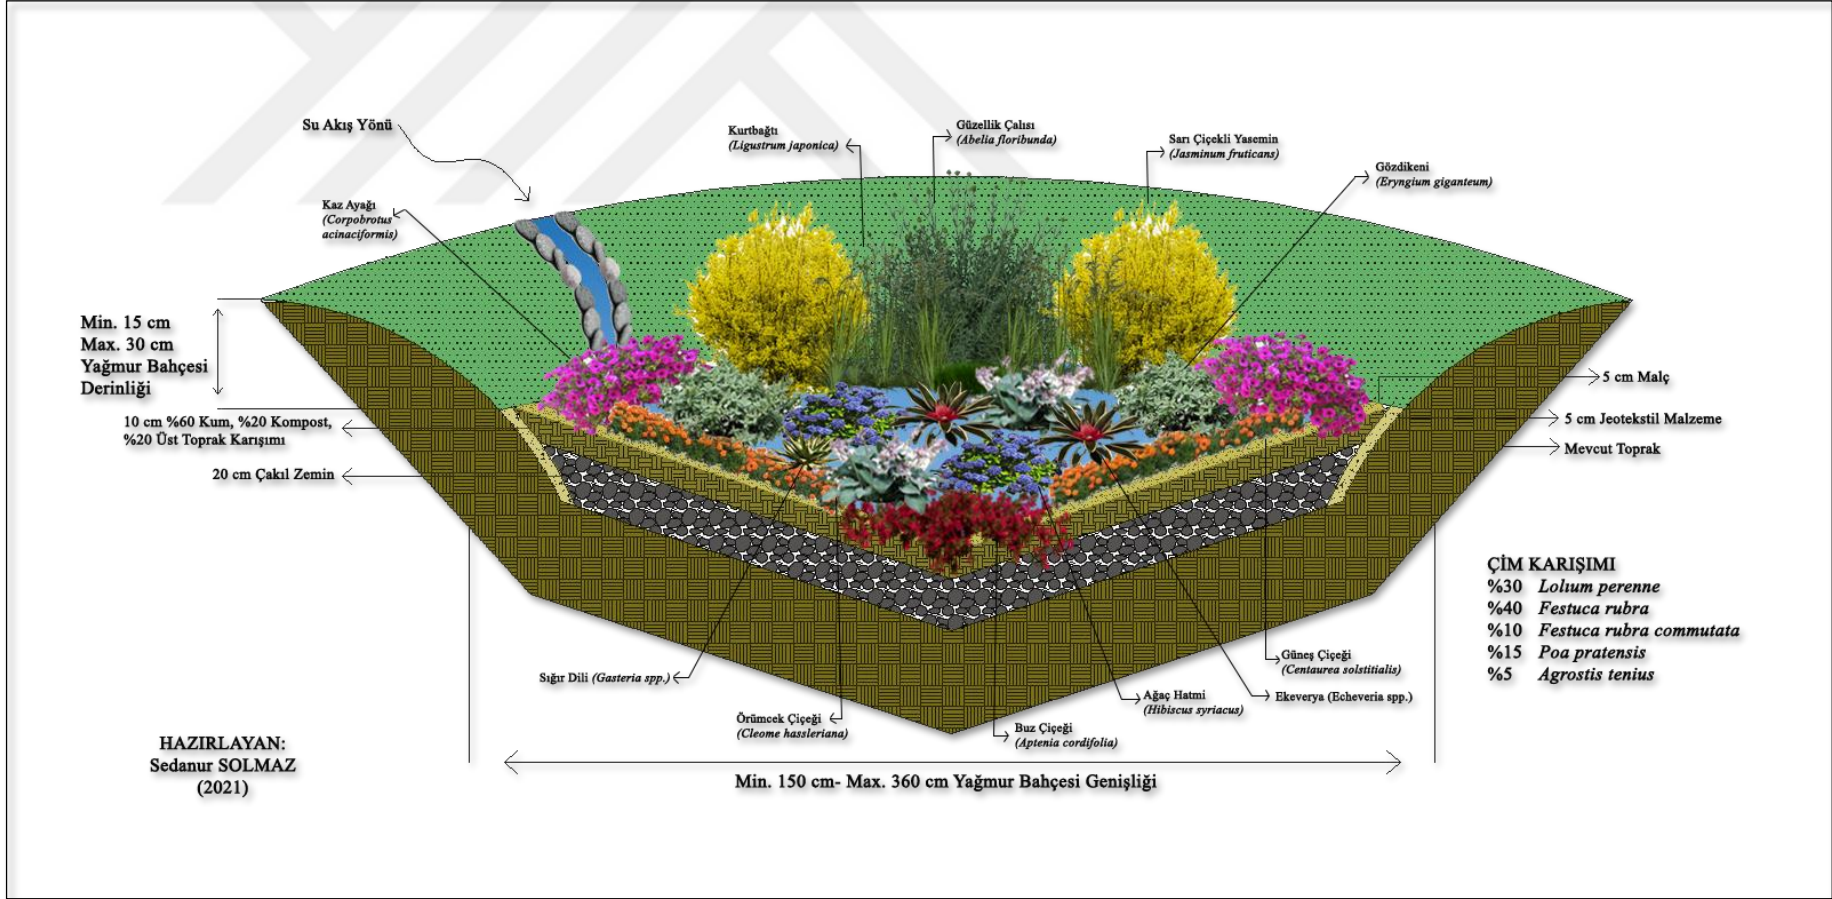 Su Akış Yönü
Kurtbağtı
(Ligustrum japonica)
Güzellik Çalısı
(Abelia floribunda)
Sarı Çiçekli Yasemin
(Jasminum fruticans)
Gözdikeni
(Eryngium giganteum)
Kaz Ayağı
(Corpobrotus
acinaciformis)
Min. 15 cm
Max. 30 cm
Yağmur Bahçesi
Derinliği
10 cm %60 Kum, %20 Kompost,
%20 Üst Toprak Karışımı
20 cm Çakıl Zemin
5 cm Malç
5 cm Jeotekstil Malzeme
Mevcut Toprak
ÇİM KARIŞIMI
%30 Lolium perenne
%40 Festuca rubra
%10 Festuca rubra commutata
%15 Poa pratensis
%5 Agrostis tenius
Sığır Dili (Gasteria spp.)
Örümcek Çiçeği
(Cleome hassleriana)
Buz Çiçeği
(Aptenia cordifolia)
Ağaç Hatmi
(Hibiscus syriacus)
Güneş Çiçeği
(Centaurea solstitialis)
Ekeverya (Echeveria spp.)
HAZIRLAYAN:
Sedanur SOLMAZ
(2021)
Min. 150 cm- Max. 360 cm Yağmur Bahçesi Genişliği